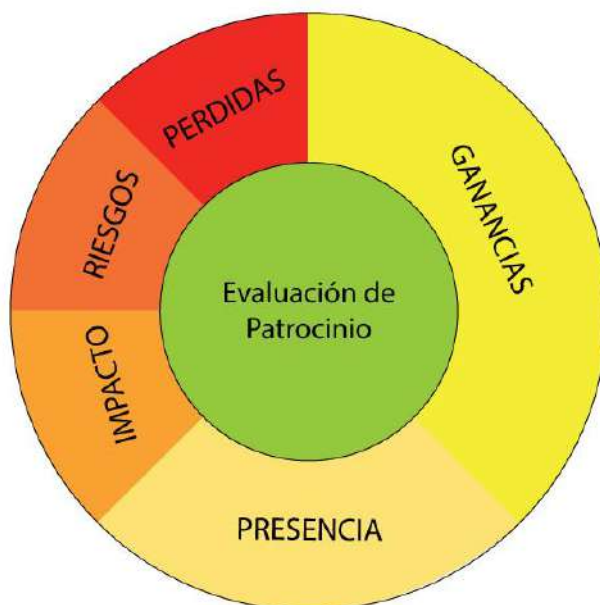 PERDIDAS
GANANCIAS
RIESGOS
Evaluación de
Patrocinio
IMPACTO
PRESENCIA